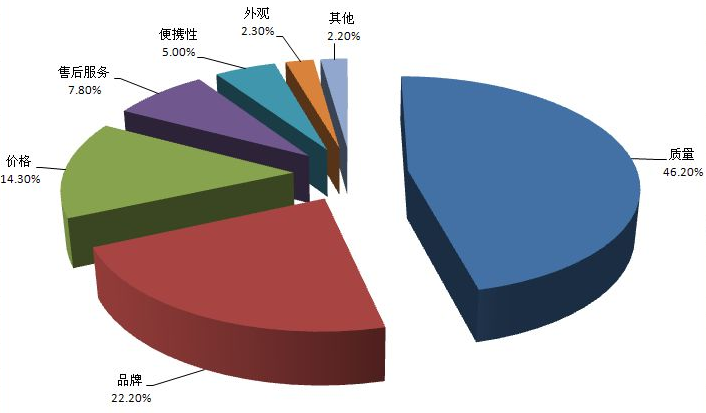 外观
2.30%
其他
2.20%
便携性
5.00%
售后服务
7.80%
价格
14.30%
质量
46.20%
品牌
22.20%